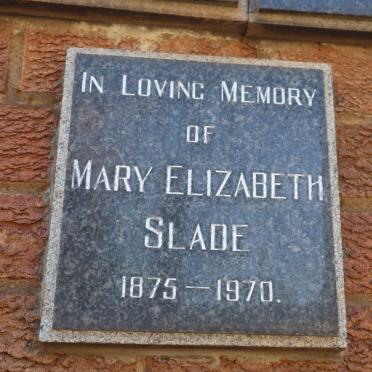 In Loving Memory
of
Mary Elizabeth
Slade
1875 — 1970.